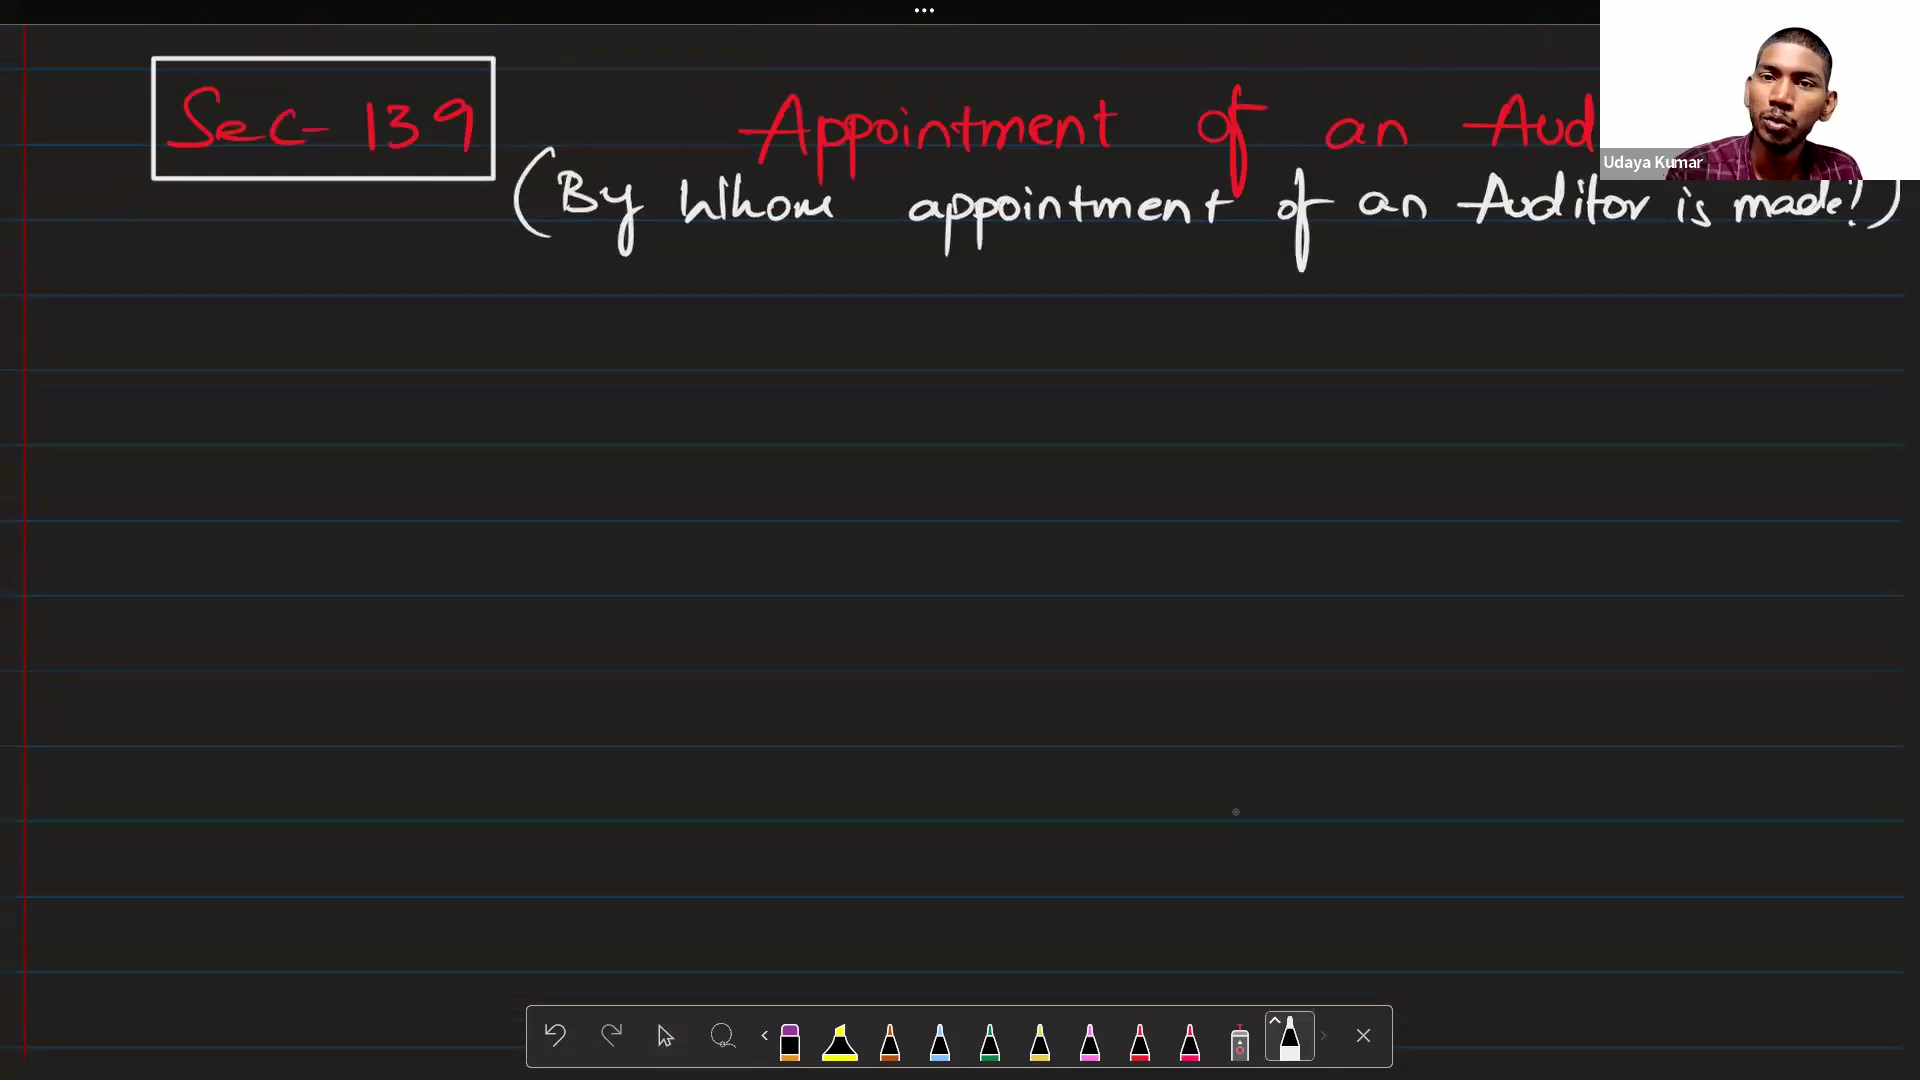 Sec- 139
Appointment of an Aud
Udaya Kumar
(By Whom appointment of an Auditor is made!)